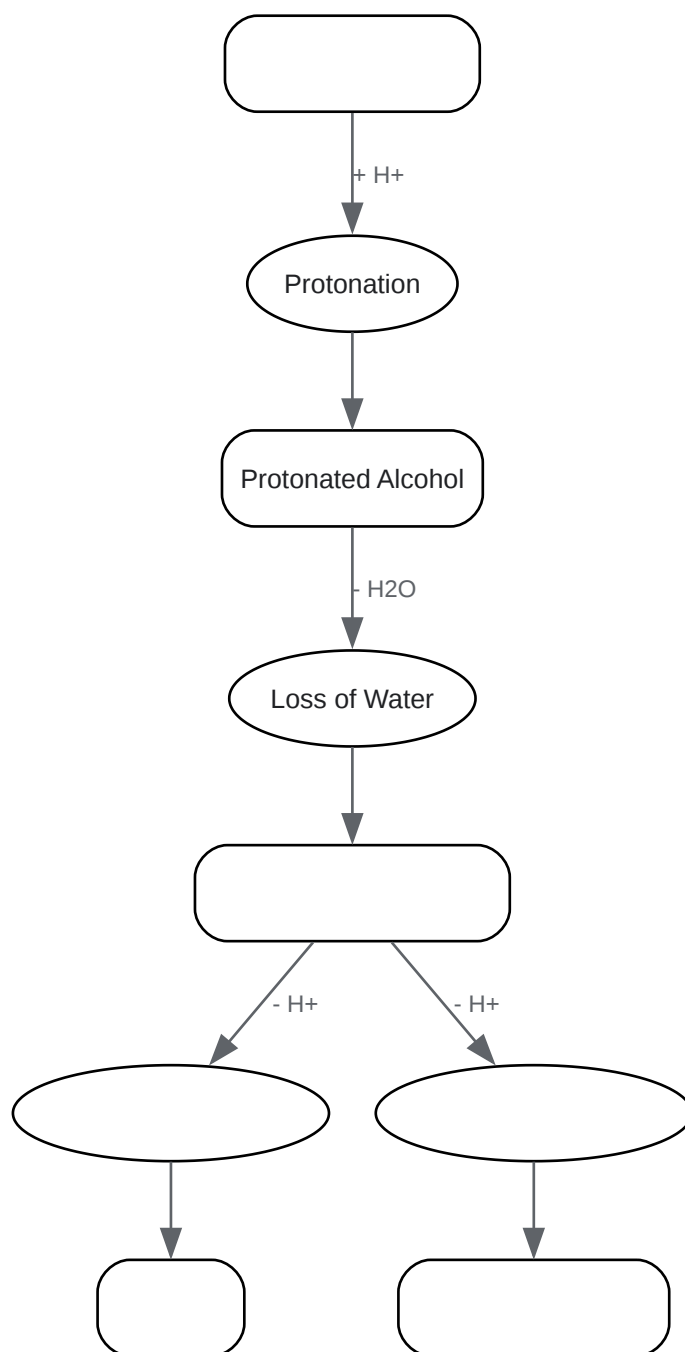 + H+
Protonation
Protonated Alcohol
- H2O
Loss of Water
- H+
- H+